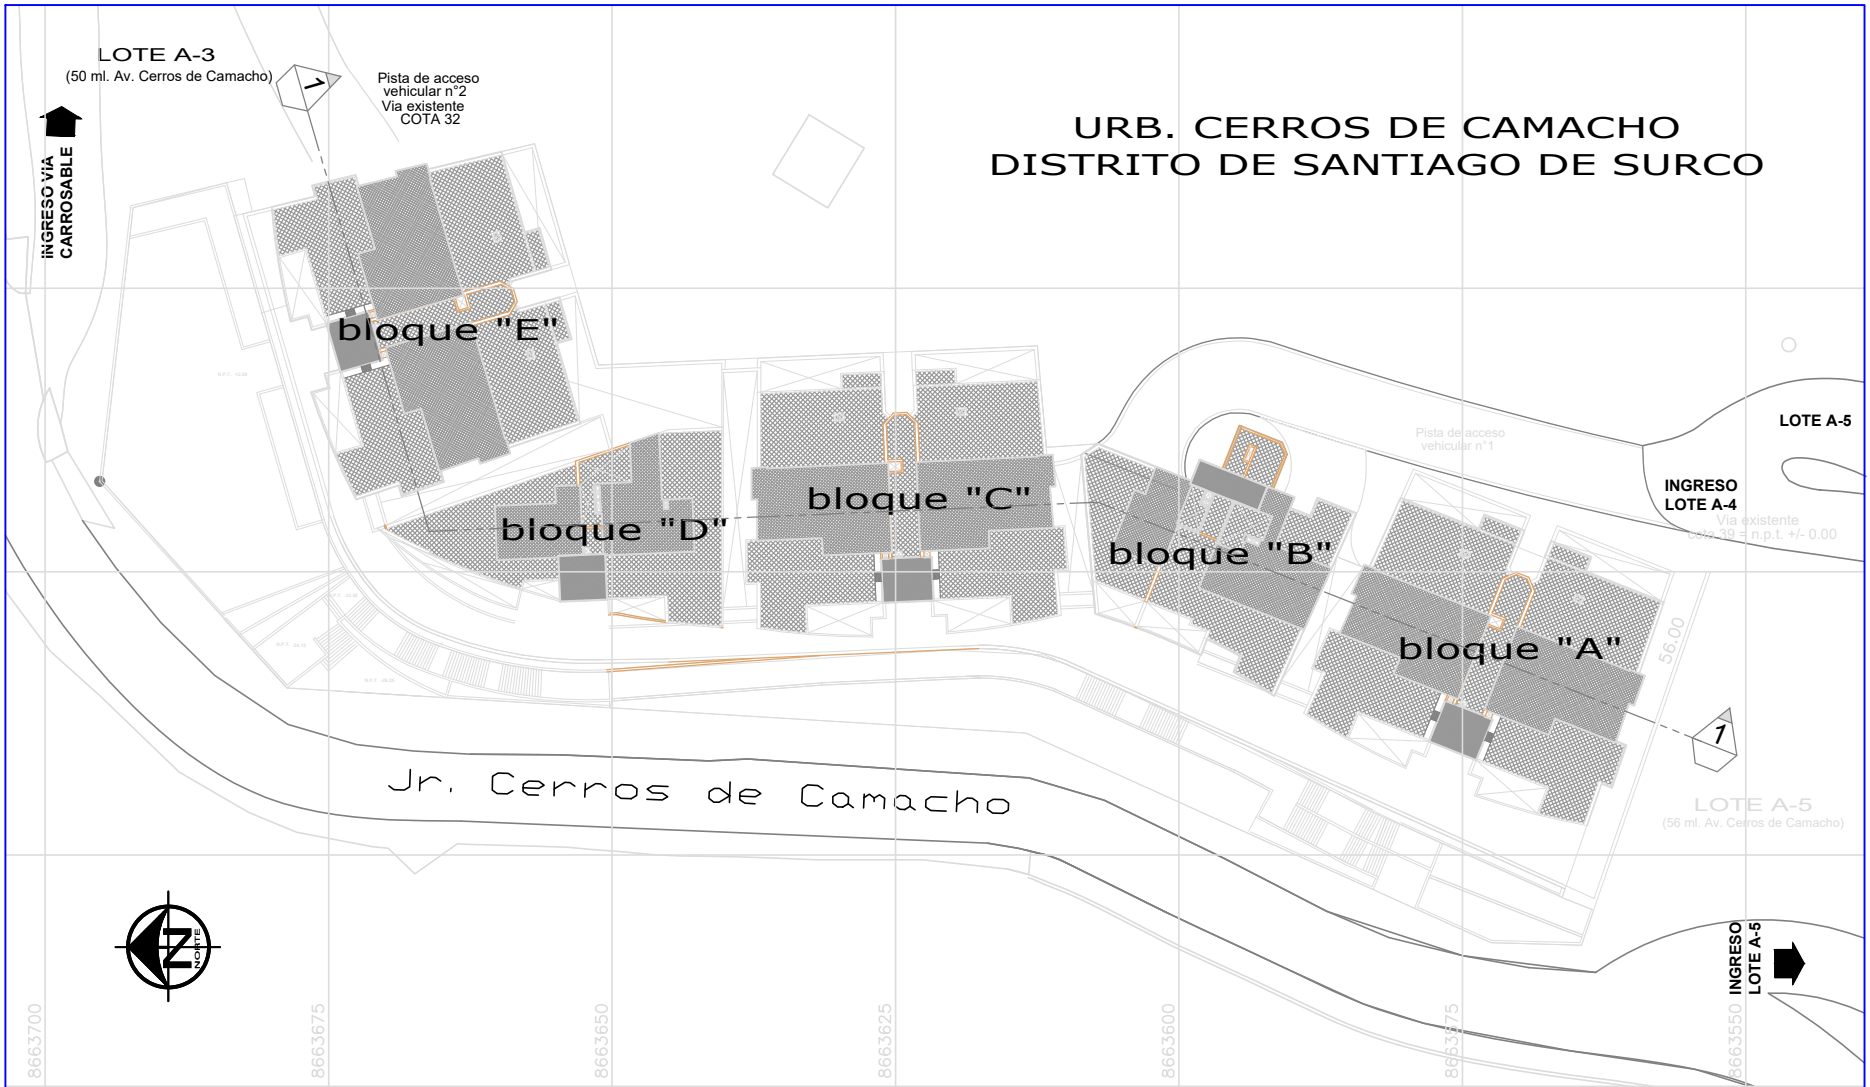 LOTE A-3
(50 ml. Av. Cerros de Camacho)
1
Pista de acceso
vehicular n°2
Via existente
COTA 32
URB. CERROS DE CAMACHO
DISTRITO DE SANTIAGO DE SURCO
INGRESO VIA
CARROSABLE
bloque "E"
bloque "D"
bloque "C"
bloque "B"
bloque "A"
Pista de acceso
vehicular n°1
LOTE A-5
INGRESO
LOTE A-4
Via existente
cota 39 = n.p.t. +/- 0.00
56.00
1
LOTE A-5
(56 ml. Av. Cerros de Camacho)
Jr. Cerros de Camacho
N
NORTE
INGRESO
LOTE A-5
8663700
8663675
8663650
8663625
8663600
8663575
8663550